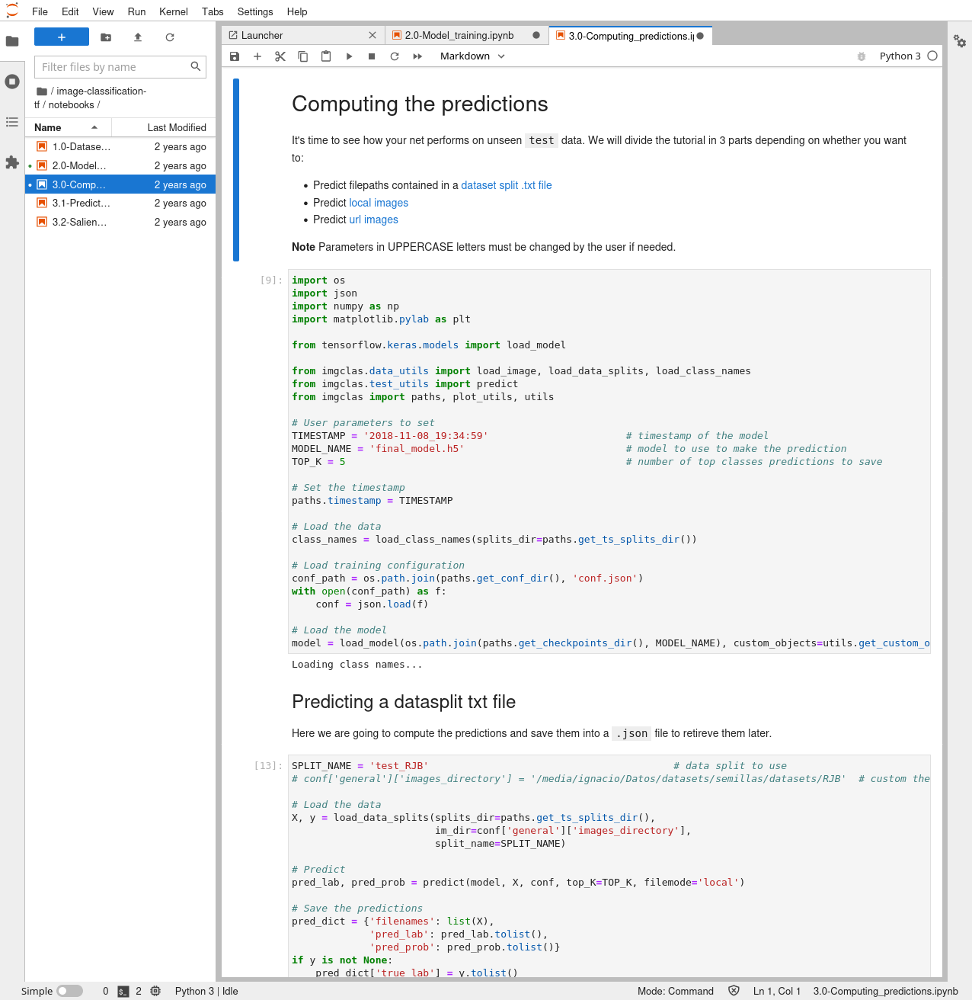 File Edit View Run Kernel Tabs Settings Help
+
Filter files by name
/ image-classification-
tf / notebooks /
Name Last Modified
1.0-Datase... 2 years ago
2.0-Model... 2 years ago
3.0-Comp... 2 years ago
3.1-Predict... 2 years ago
3.2-Salien... 2 years ago
Launcher 2.0-Model_training.ipynb 3.0-Computing_predictions.i
Markdown Python 3
Computing the predictions
It's time to see how your net performs on unseen test data. We will divide the tutorial in 3 parts depending on whether you want
to:
• Predict filepaths contained in a dataset split .txt file
• Predict local images
• Predict url images
Note Parameters in UPPERCASE letters must be changed by the user if needed.
[9]:
import os
import json
import numpy as np
import matplotlib.pylab as plt
from tensorflow.keras.models import load_model
from imgclas.data_utils import load_image, load_data_splits, load_class_names
from imgclas.test_utils import predict
from imgclas import paths, plot_utils, utils
# User parameters to set
TIMESTAMP = '2018-11-08_19:34:59' # timestamp of the model
MODEL_NAME = 'final_model.h5' # model to use to make the prediction
TOP_K = 5 # number of top classes predictions to save
# Set the timestamp
paths.timestamp = TIMESTAMP
# Load the data
class_names = load_class_names(splits_dir=paths.get_ts_splits_dir())
# Load training configuration
conf_path = os.path.join(paths.get_conf_dir(), 'conf.json')
with open(conf_path) as f:
    conf = json.load(f)
# Load the model
model = load_model(os.path.join(paths.get_checkpoints_dir(), MODEL_NAME), custom_objects=utils.get_custom_o
Loading class names...
Predicting a datasplit txt file
Here we are going to compute the predictions and save them into a .json file to retireve them later.
[13]:
SPLIT_NAME = 'test_RJB' # data split to use
# conf['general']['images_directory'] = '/media/ignacio/Datos/datasets/semillas/datasets/RJB' # custom the
# Load the data
X, y = load_data_splits(splits_dir=paths.get_ts_splits_dir(),
                        im_dir=conf['general']['images_directory'],
                        split_name=SPLIT_NAME)
# Predict
pred_lab, pred_prob = predict(model, X, conf, top_K=TOP_K, filemode='local')
# Save the predictions
pred_dict = {'filenames': list(X),
             'pred_lab': pred_lab.tolist(),
             'pred_prob': pred_prob.tolist()}
if y is not None:
    pred_dict['true_lab'] = y.tolist()
Simple 0 $_ 2 Python 3 | Idle Mode: Command Ln 1, Col 1 3.0-Computing_predictions.ipynb